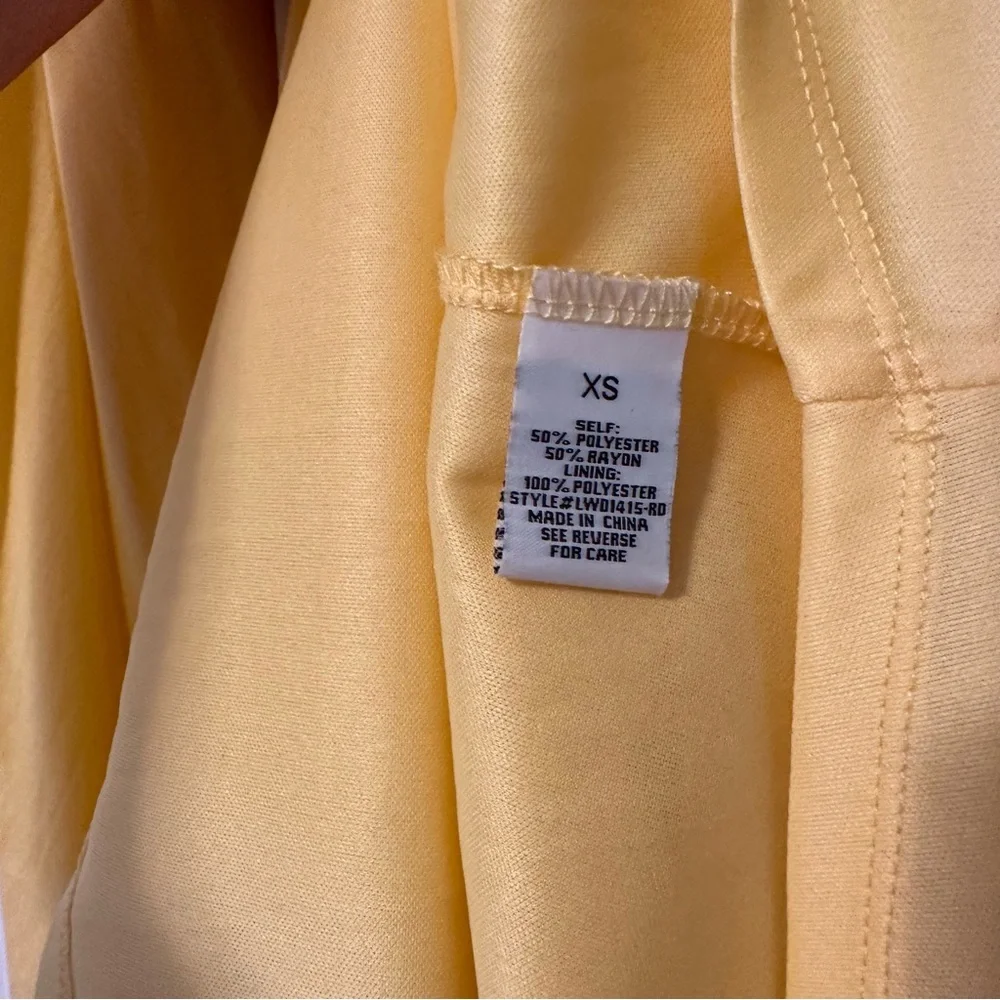 XS
SELF:
50% POLYESTER
50% RAYON
LINING:
100% POLYESTER
STYLE#LWD1415-RD
MADE IN CHINA
SEE REVERSE
FOR CARE